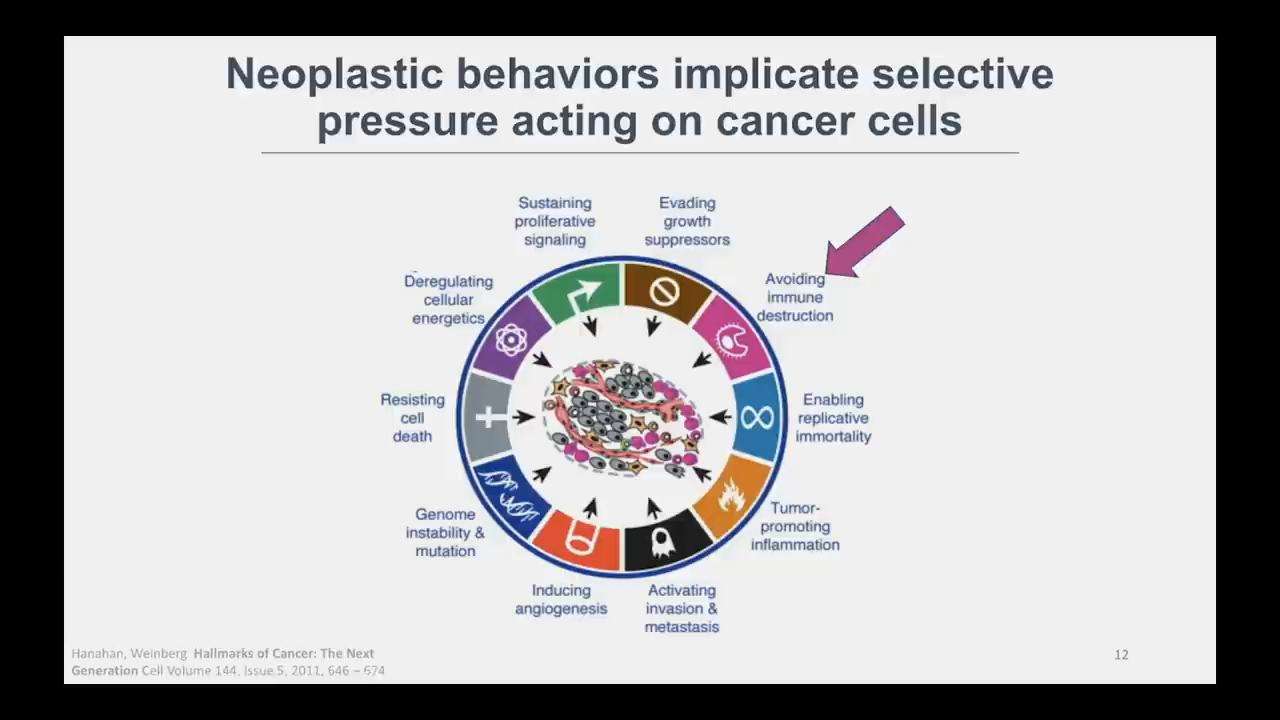 Neoplastic behaviors implicate selective
pressure acting on cancer cells
Sustaining
proliferative
signaling
Evading
growth
suppressors
Deregulating
cellular
energetics
Avoiding
immune
destruction
Resisting
cell
death
Enabling
replicative
immortality
Genome
instability &
mutation
Tumor-
promoting
inflammation
Inducing
angiogenesis
Activating
invasion &
metastasis
Hanahan, Weinberg Hallmarks of Cancer: The Next
Generation Cell Volume 144, Issue 5, 2011, 646 – 674
12